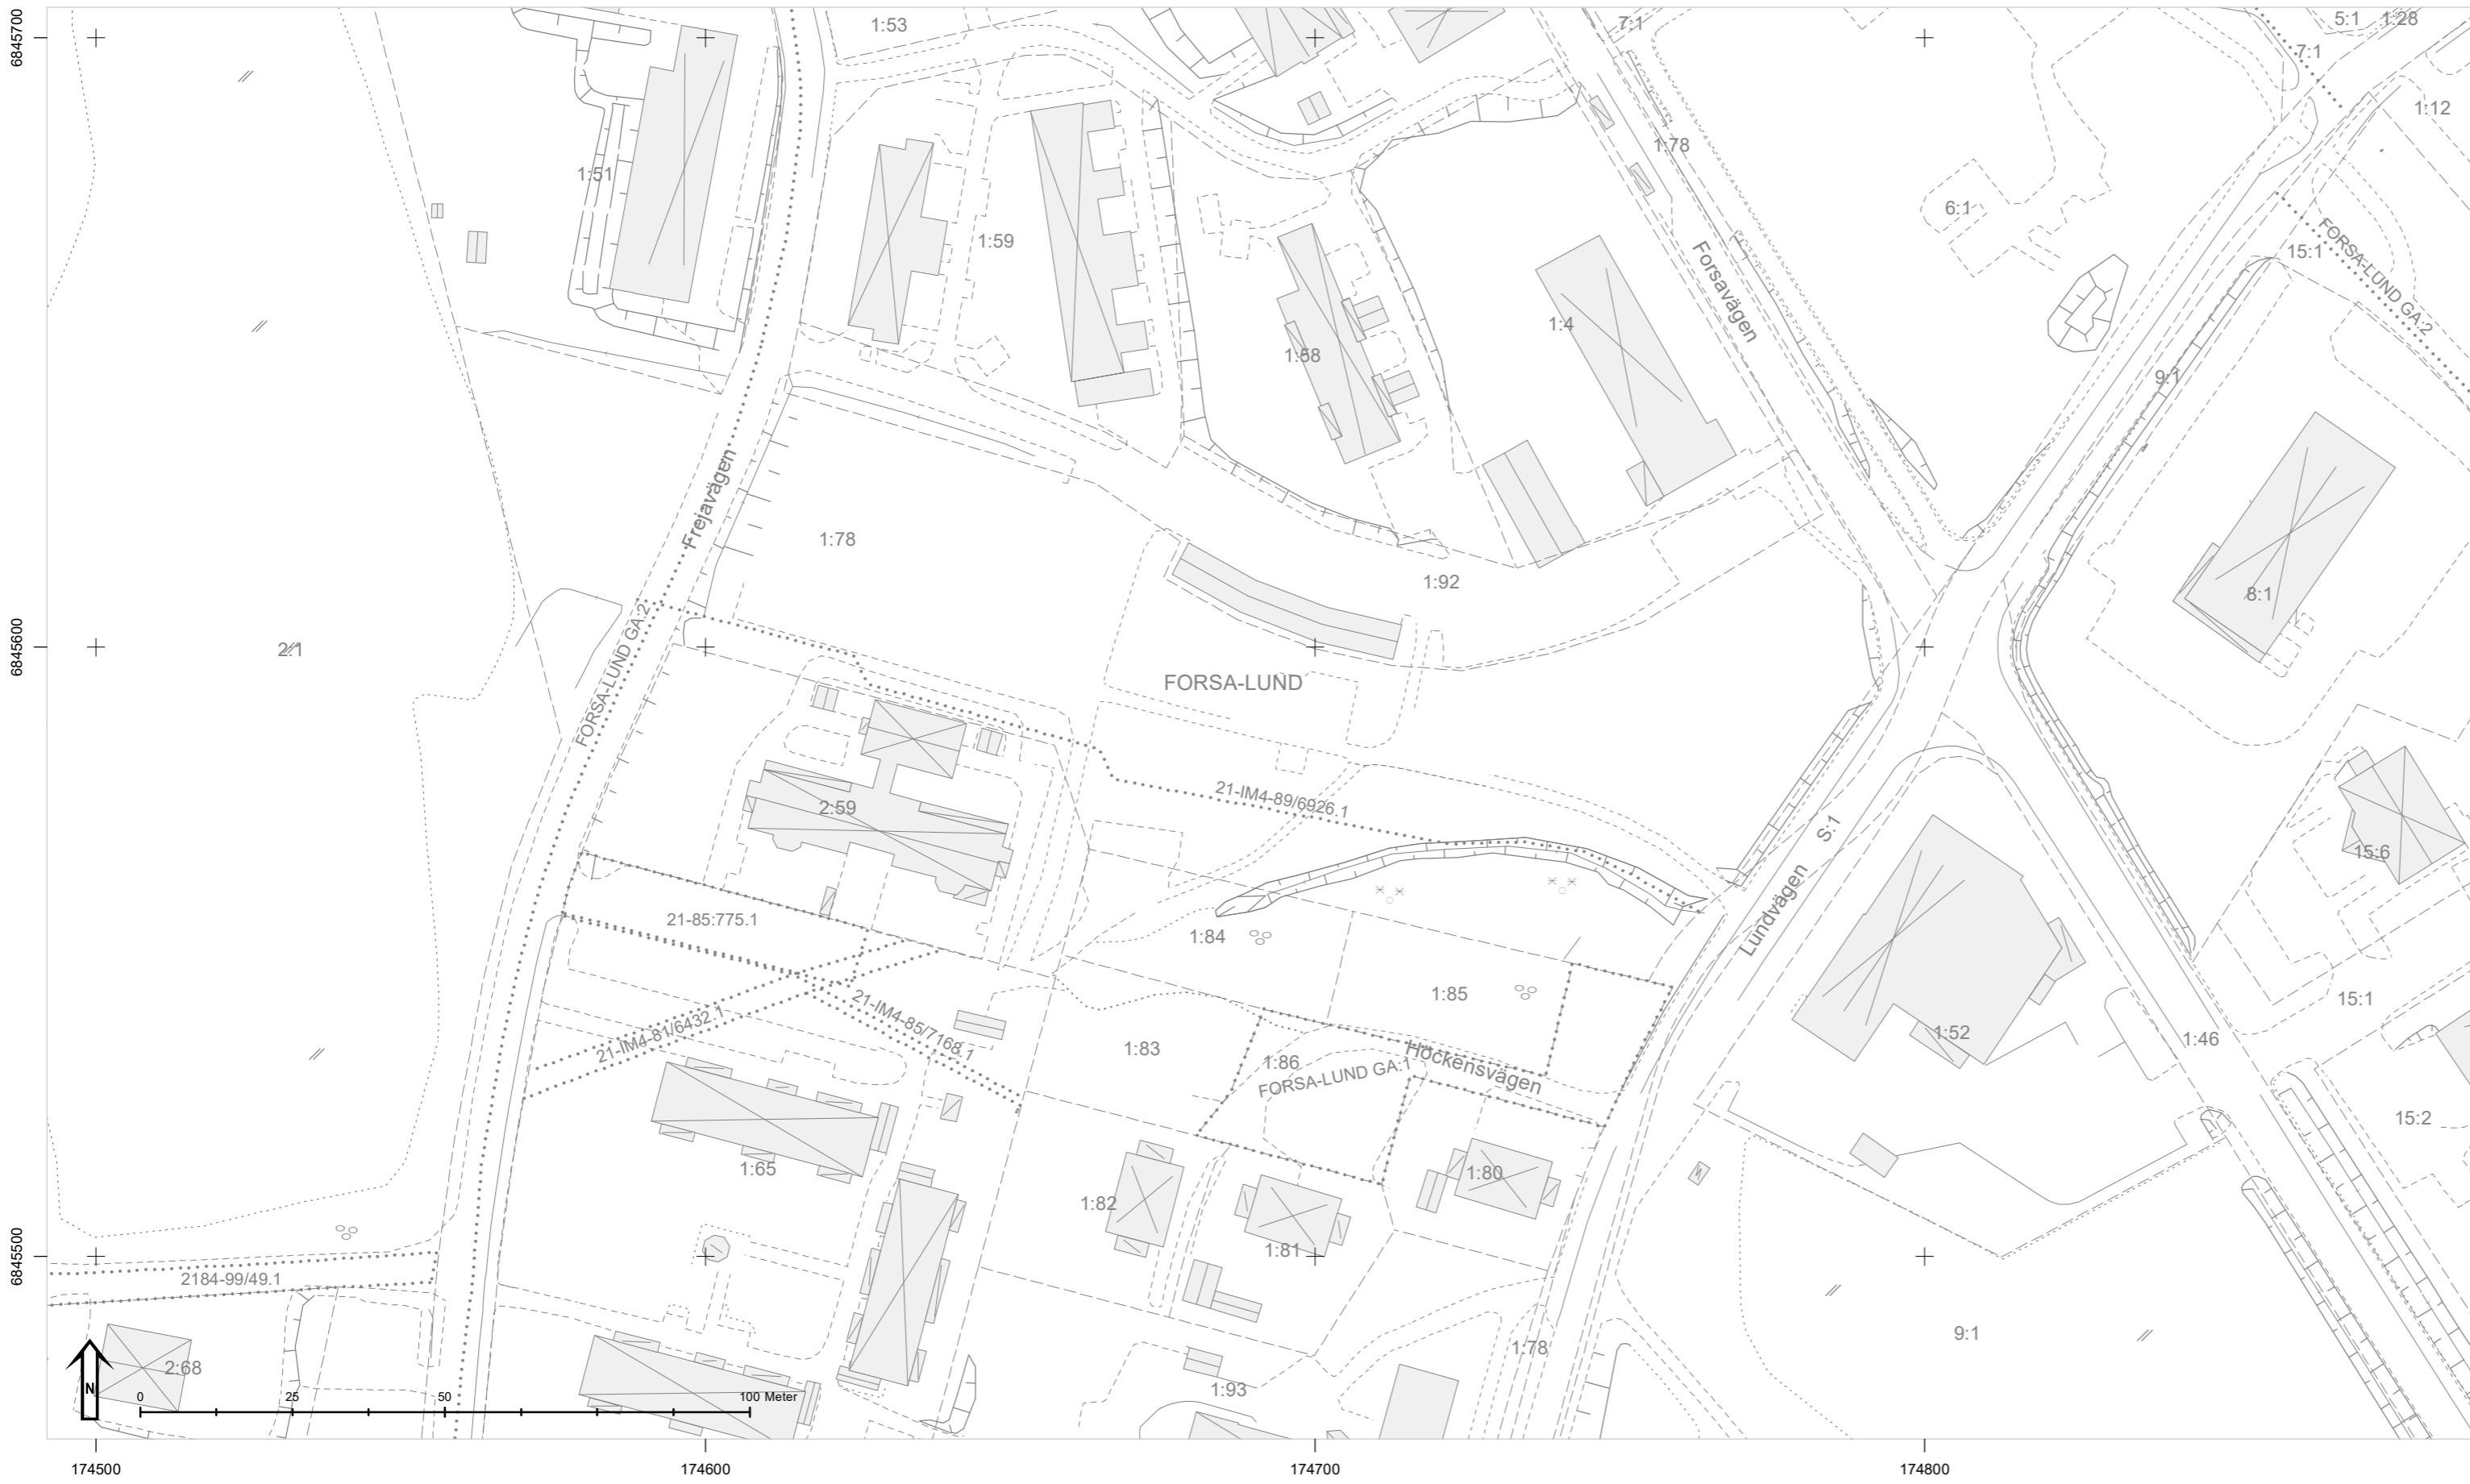 6845700
6845600
6845500
1:53
7:1
5:1
1:28
7:1
1:12
1:78
1:51
6:1
1:59
15:1
FORSA-LUND GA:2
Forsavägen
1:4
1:58
9:1
Frejavägen
1:78
1:92
8:1
FORSA-LUND GA:2
2:1
FORSA-LUND
21-IM4-89/6926.1
2:59
S:1
15:6
21-85:775.1
1:84
Lundvägen
1:85
15:1
21-IM4-85/7168.1
21-IM4-81/6432.1
1:52
1:46
1:83
1:86
Höckensvägen
FORSA-LUND GA:1
15:2
1:65
1:82
1:80
1:81
2184-99/49.1
9:1
1:78
2:68
1:93
N
0 25 50 100 Meter
174500 174600 174700 174800